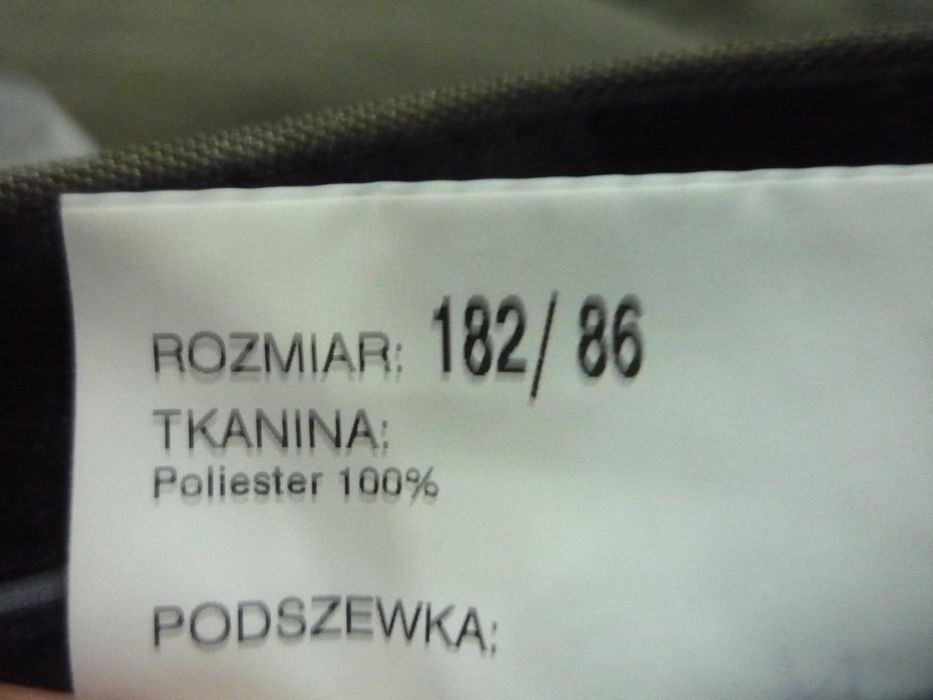 ROZMIAR: 182/ 86
TKANINA:
Poliester 100%
PODSZEWKA: